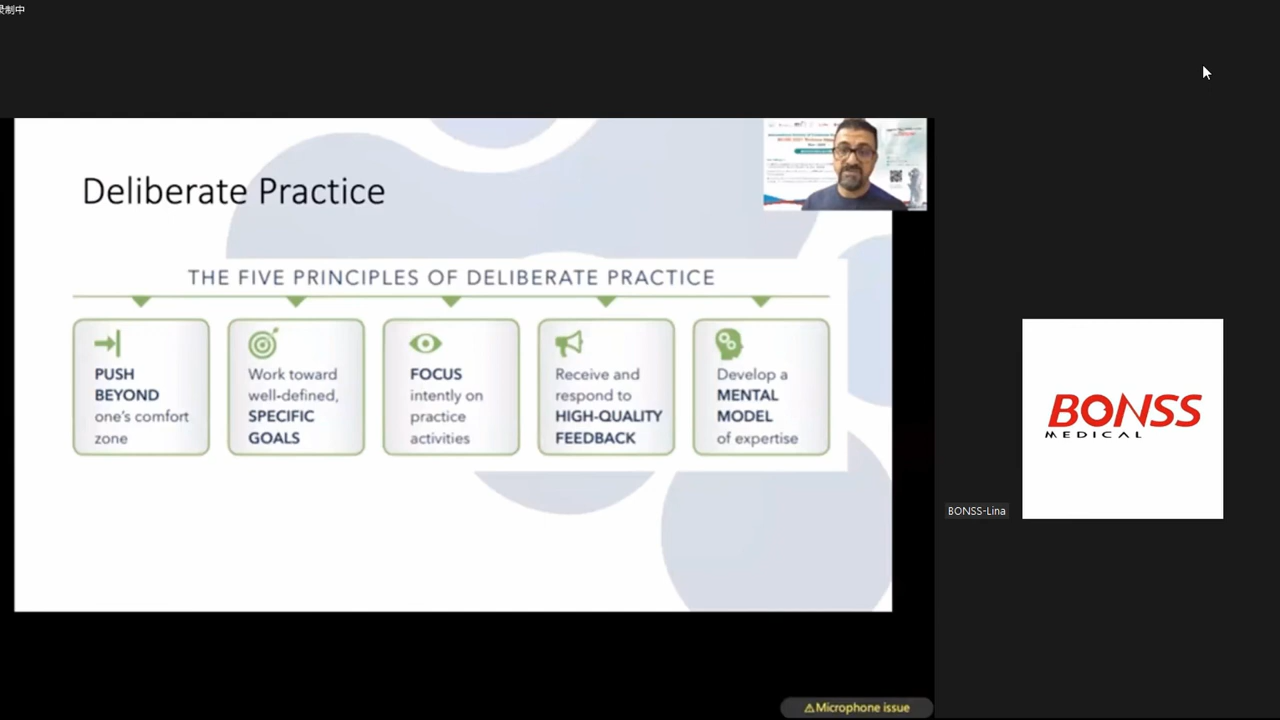 录制中
Deliberate Practice
THE FIVE PRINCIPLES OF DELIBERATE PRACTICE
PUSH
BEYOND
one's comfort
zone
Work toward
well-defined,
SPECIFIC
GOALS
FOCUS
intently on
practice
activities
Receive and
respond to
HIGH-QUALITY
FEEDBACK
Develop a
MENTAL
MODEL
of expertise
BONSS
MEDICAL
BONSS-Lina
⚠Microphone issue